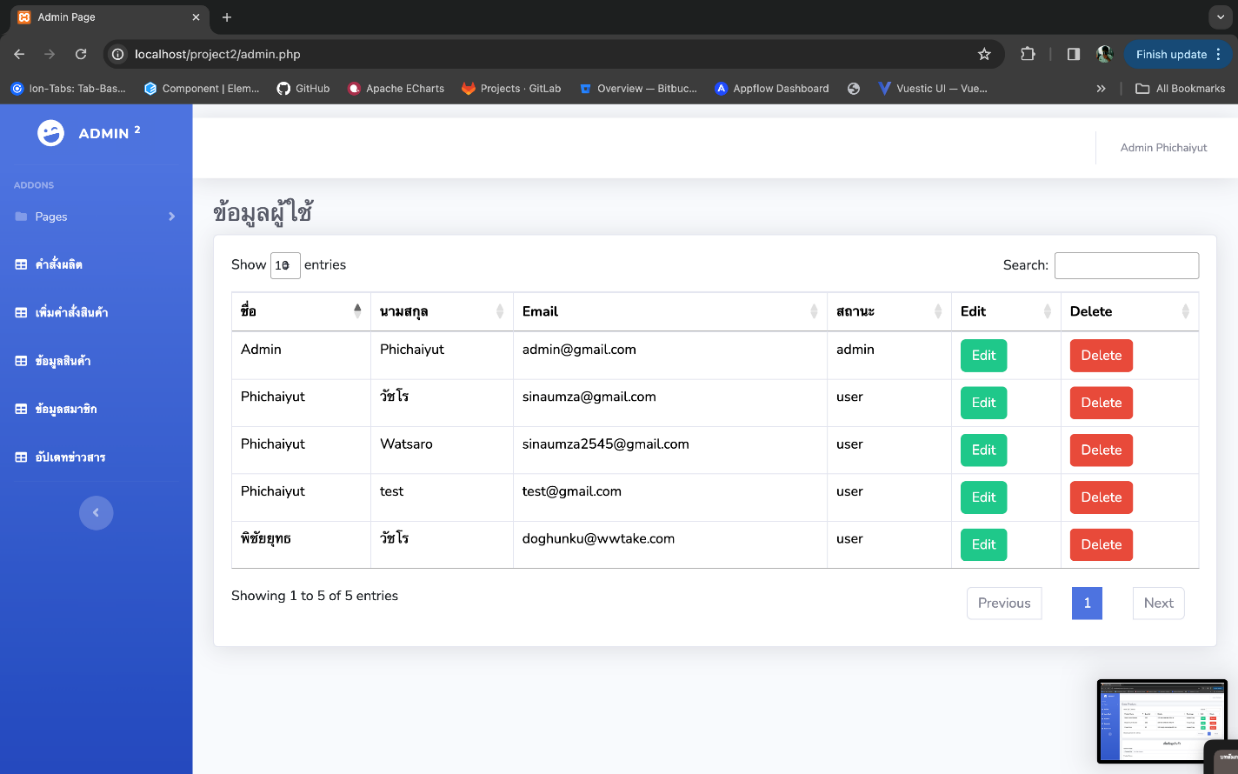 Admin Page
localhost/project2/admin.php
Finish update
Ion-Tabs: Tab-Bas...
Component | Elem...
GitHub
Apache ECharts
Projects · GitLab
Overview — Bitbuc...
Appflow Dashboard
Vuestic UI — Vue...
All Bookmarks
ADMIN 2
Admin Phichaiyut
ADDONS
Pages
คำสั่งผลิต
เพิ่มคำสั่งสินค้า
ข้อมูลสินค้า
ข้อมูลสมาชิก
อัปเดทข่าวสาร
ข้อมูลผู้ใช้
Show 10 entries
Search:
ชื่อ นามสกุล Email สถานะ Edit Delete
Admin Phichaiyut admin@gmail.com admin Edit Delete
Phichaiyut วัชโร sinaumza@gmail.com user Edit Delete
Phichaiyut Watsaro sinaumza2545@gmail.com user Edit Delete
Phichaiyut test test@gmail.com user Edit Delete
พิชัยยุทธ วัชโร doghunku@wwtake.com user Edit Delete
Showing 1 to 5 of 5 entries
Previous 1 Next